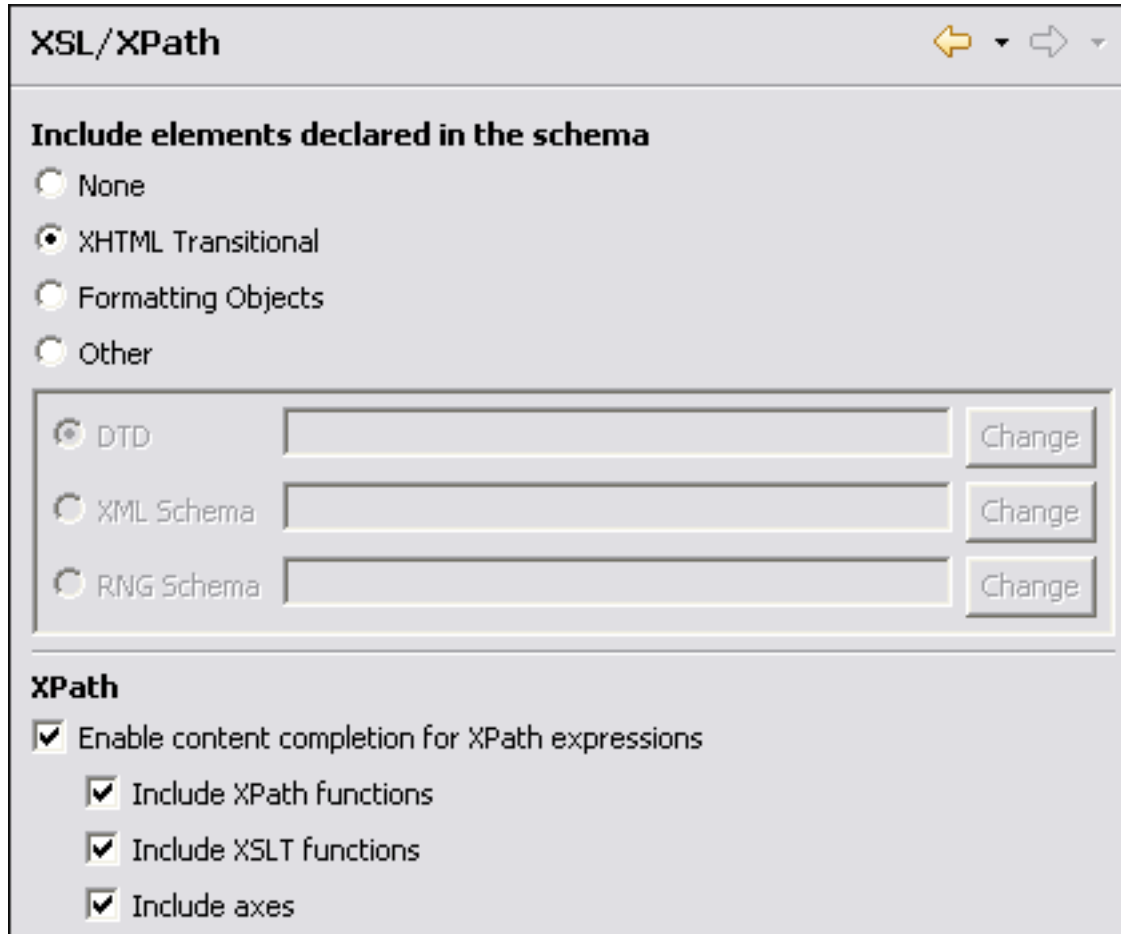 XSL/XPath
Include elements declared in the schema
None
XHTML Transitional
Formatting Objects
Other
DTD Change
XML Schema Change
RNG Schema Change
XPath
Enable content completion for XPath expressions
Include XPath functions
Include XSLT functions
Include axes